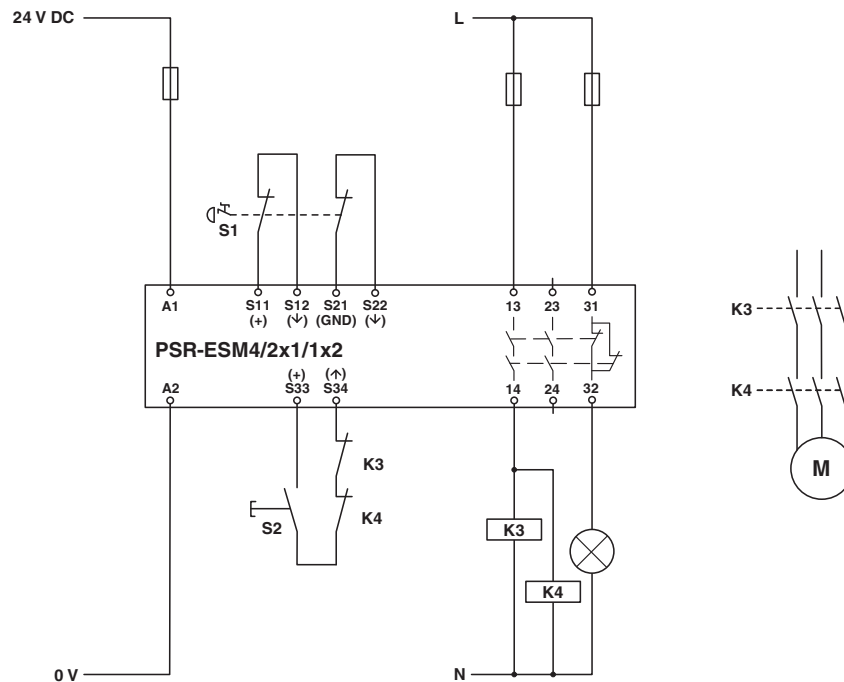 24 V DC
L
S1
A1
S11
S12
S21
S22
13
23
31
(+)
(↓)
(GND)
(↓)
K3
PSR-ESM4/2x1/1x2
(+)
(↑)
A2
S33
S34
14
24
32
K4
M
K3
S2
K4
K3
K4
0 V
N